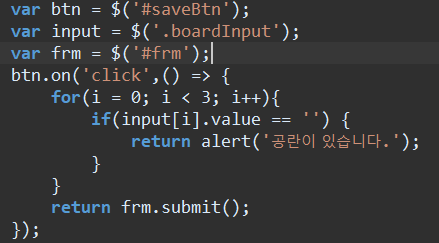 var btn = $('#saveBtn');
var input = $('.boardInput');
var frm = $('#frm');
btn.on('click',() => {
    for(i = 0; i < 3; i++){
        if(input[i].value == '') {
            return alert('공란이 있습니다.');
        }
    }
    return frm.submit();
});